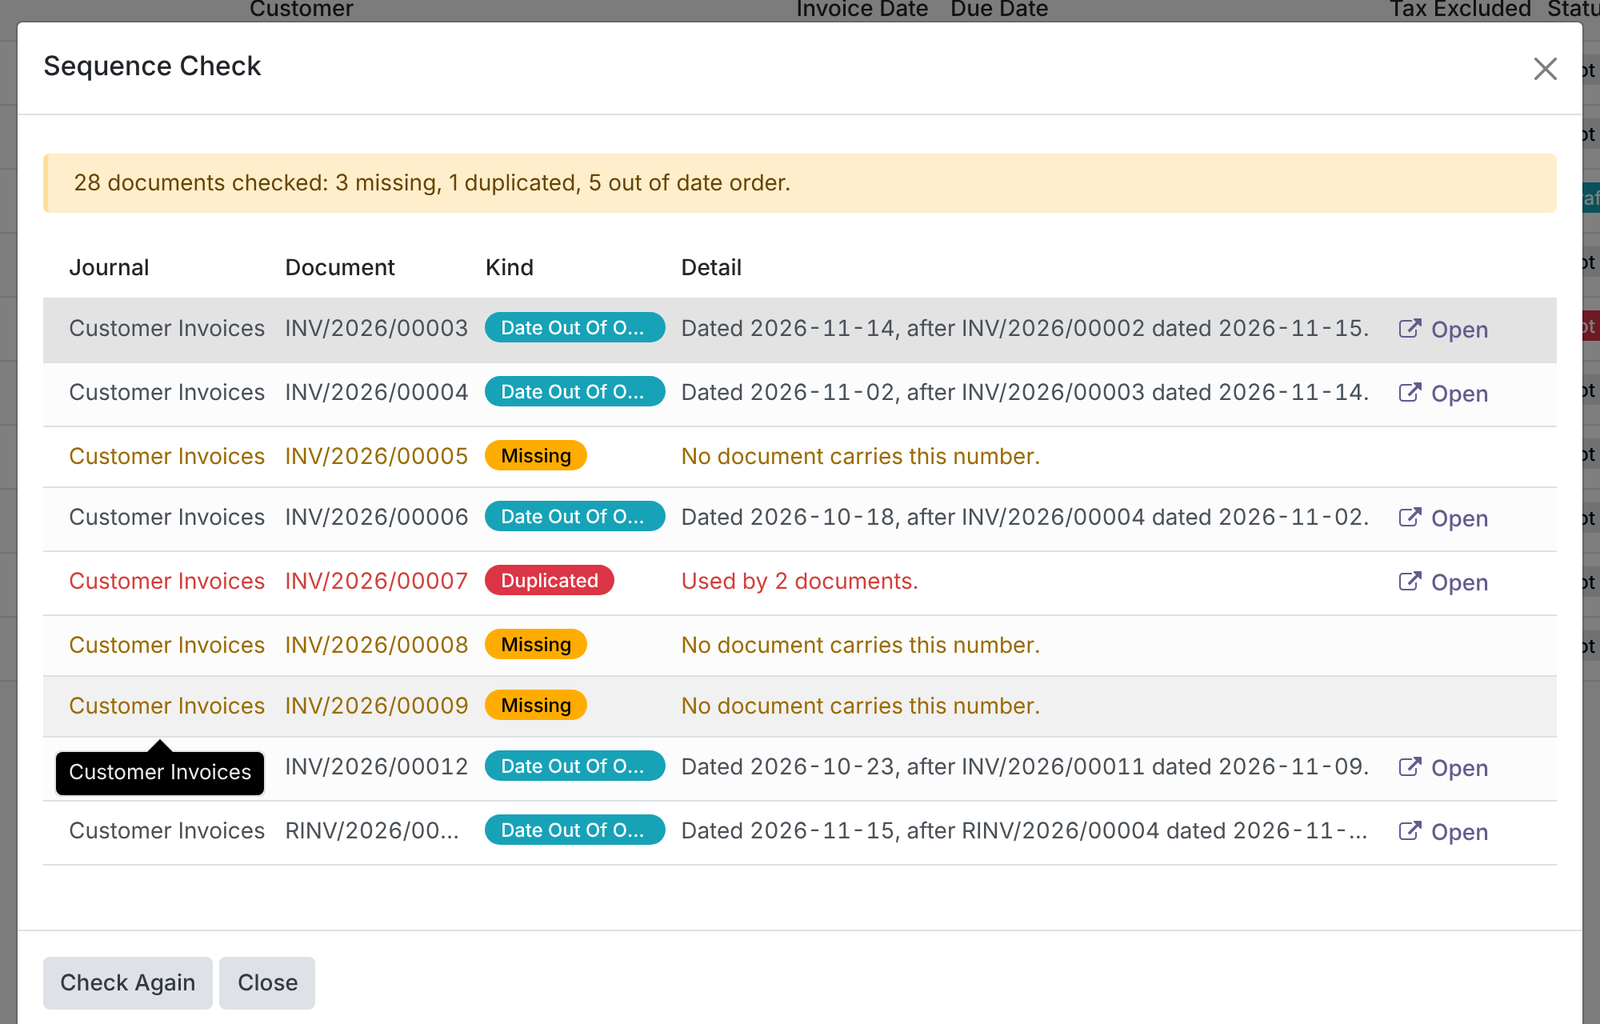 Customer Invoice Date Due Date Tax Excluded
Sequence Check
28 documents checked: 3 missing, 1 duplicated, 5 out of date order.
Journal Document Kind Detail
Customer Invoices INV/2026/00003 Date Out Of O... Dated 2026-11-14, after INV/2026/00002 dated 2026-11-15. Open
Customer Invoices INV/2026/00004 Date Out Of O... Dated 2026-11-02, after INV/2026/00003 dated 2026-11-14. Open
Customer Invoices INV/2026/00005 Missing No document carries this number.
Customer Invoices INV/2026/00006 Date Out Of O... Dated 2026-10-18, after INV/2026/00004 dated 2026-11-02. Open
Customer Invoices INV/2026/00007 Duplicated Used by 2 documents. Open
Customer Invoices INV/2026/00008 Missing No document carries this number.
Customer Invoices INV/2026/00009 Missing No document carries this number.
Customer Invoices INV/2026/00012 Date Out Of O... Dated 2026-10-23, after INV/2026/00011 dated 2026-11-09. Open
Customer Invoices RINV/2026/00... Date Out Of O... Dated 2026-11-15, after RINV/2026/00004 dated 2026-11-... Open
Check Again Close